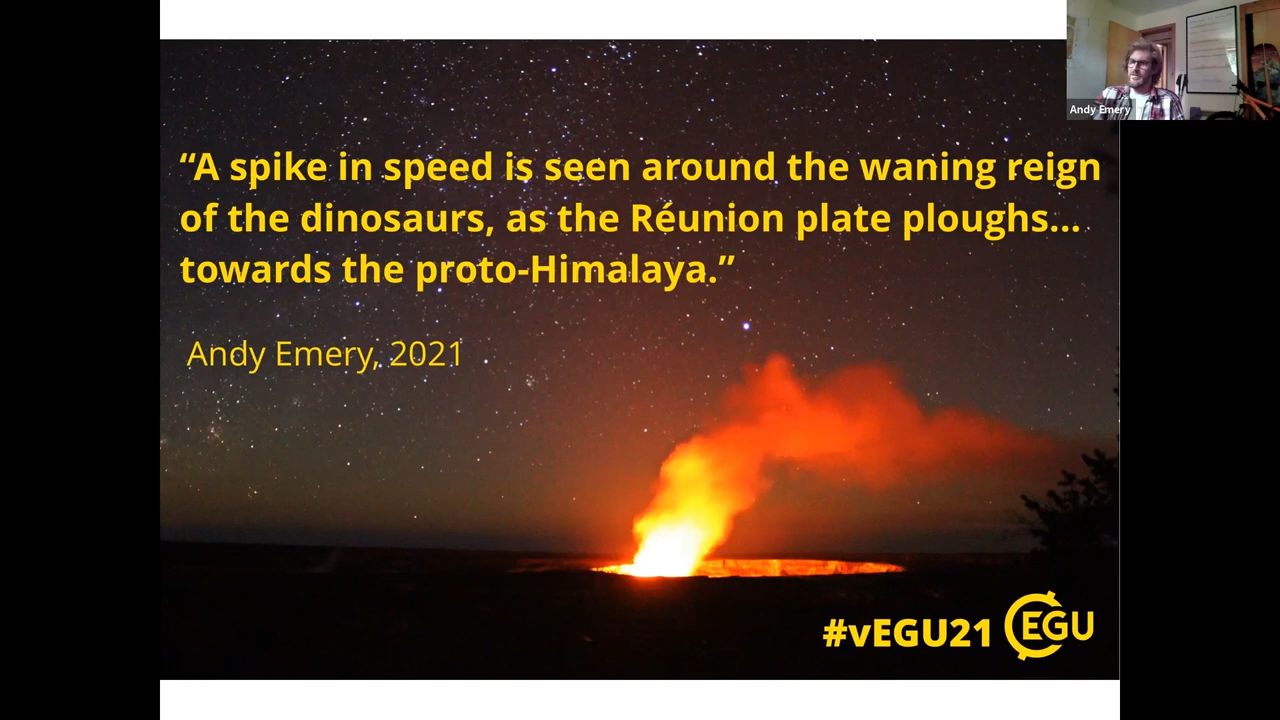 “A spike in speed is seen around the waning reign
of the dinosaurs, as the Réunion plate ploughs...
towards the proto-Himalaya.”
Andy Emery, 2021
#vEGU21 EGU
Andy Emery